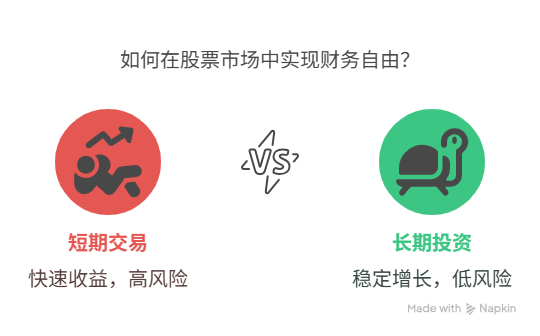 如何在股票市场中实现财务自由？
VS
短期交易
长期投资
快速收益，高风险
稳定增长，低风险
Made with Napkin